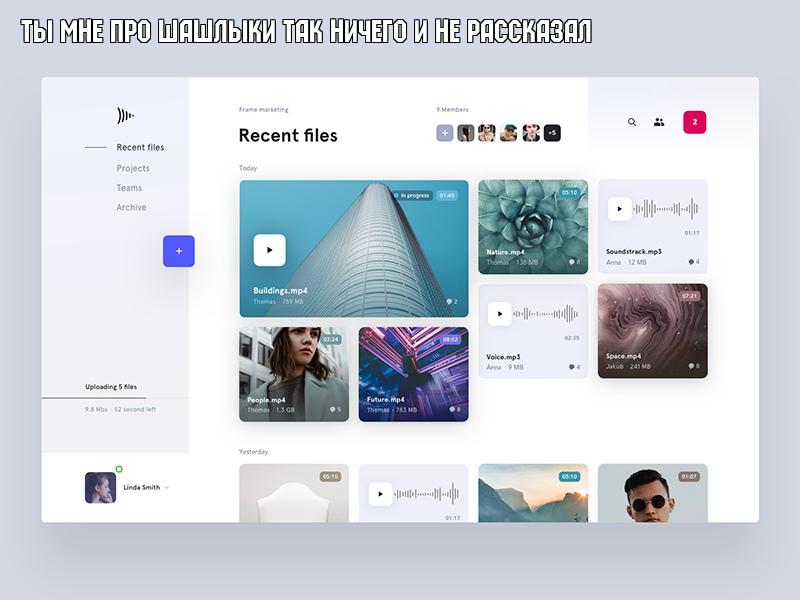 ТЫ МНЕ ПРО ШАШЛЫКИ ТАК НИЧЕГО И НЕ РАССКАЗАЛ
Frame marketing
9 Members
Recent files
+5
2
Recent files
Projects
Teams
Archive
+
Today
in progress
01:45
Buildings.mp4
Thomas · 759 MB
2
05:10
Nature.mp4
Thomas · 136 MB
8
01:17
Soundstrack.mp3
Anna · 12 MB
4
02:35
Voice.mp3
Anna · 9 MB
4
07:21
Space.mp4
Jakub · 241 MB
8
02:24
People.mp4
Thomas · 1.3 GB
5
08:02
Future.mp4
Thomas · 783 MB
8
Uploading 5 files
9.8 Mbs · 52 second left
Linda Smith
Yesterday
05:10
01:17
05:10
01:07